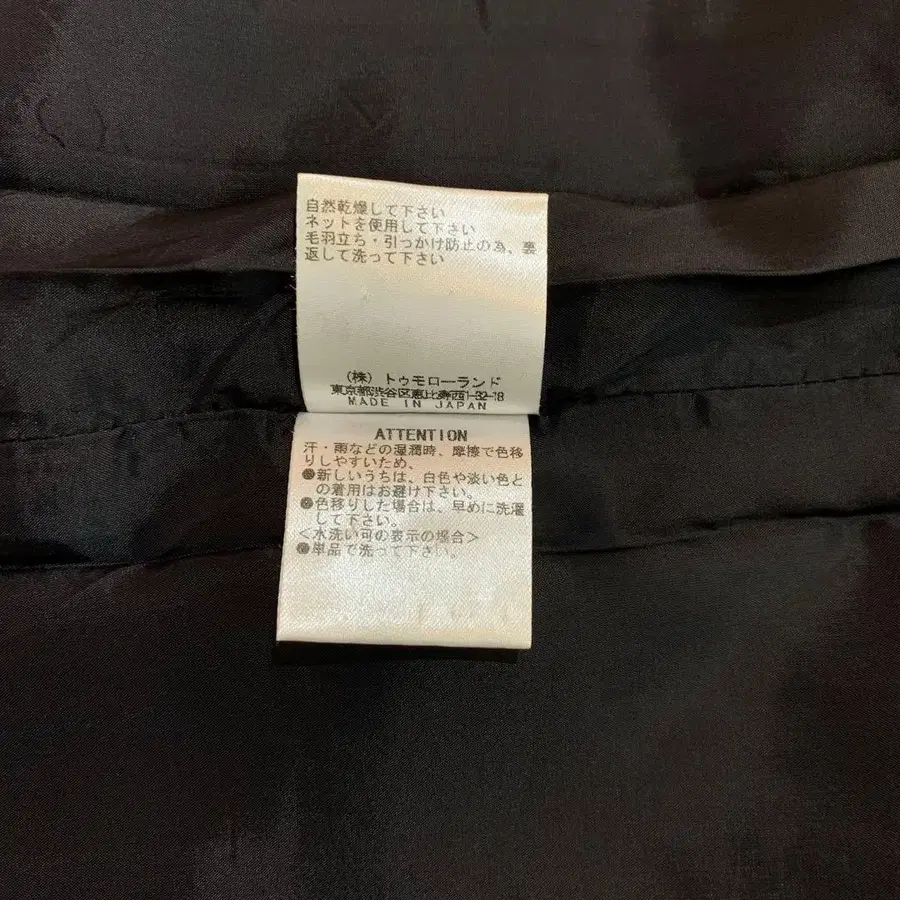 自然乾燥して下さい
ネットを使用して下さい
毛羽立ち・引っかけ防止の為、裏
返して洗って下さい
(株) トゥモローランド
東京都渋谷区恵比寿西1-32-18
MADE IN JAPAN
ATTENTION
汗・雨などの湿潤時、摩擦で色移
りしやすいため、
●新しいうちは、白色や淡い色と
の着用はお避け下さい。
●色移りした場合は、早めに洗濯
して下さい。
<水洗い可の表示の場合>
●単品で洗って下さい。